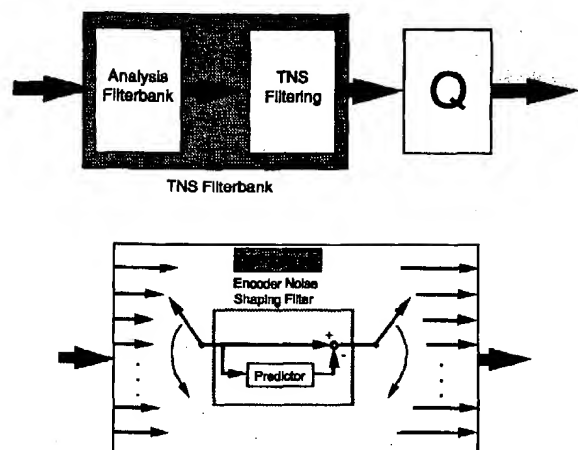 Analysis
Filterbank
TNS
Filtering
Q
TNS Filterbank
Encoder Noise
Shaping Filter
+
-
Predictor